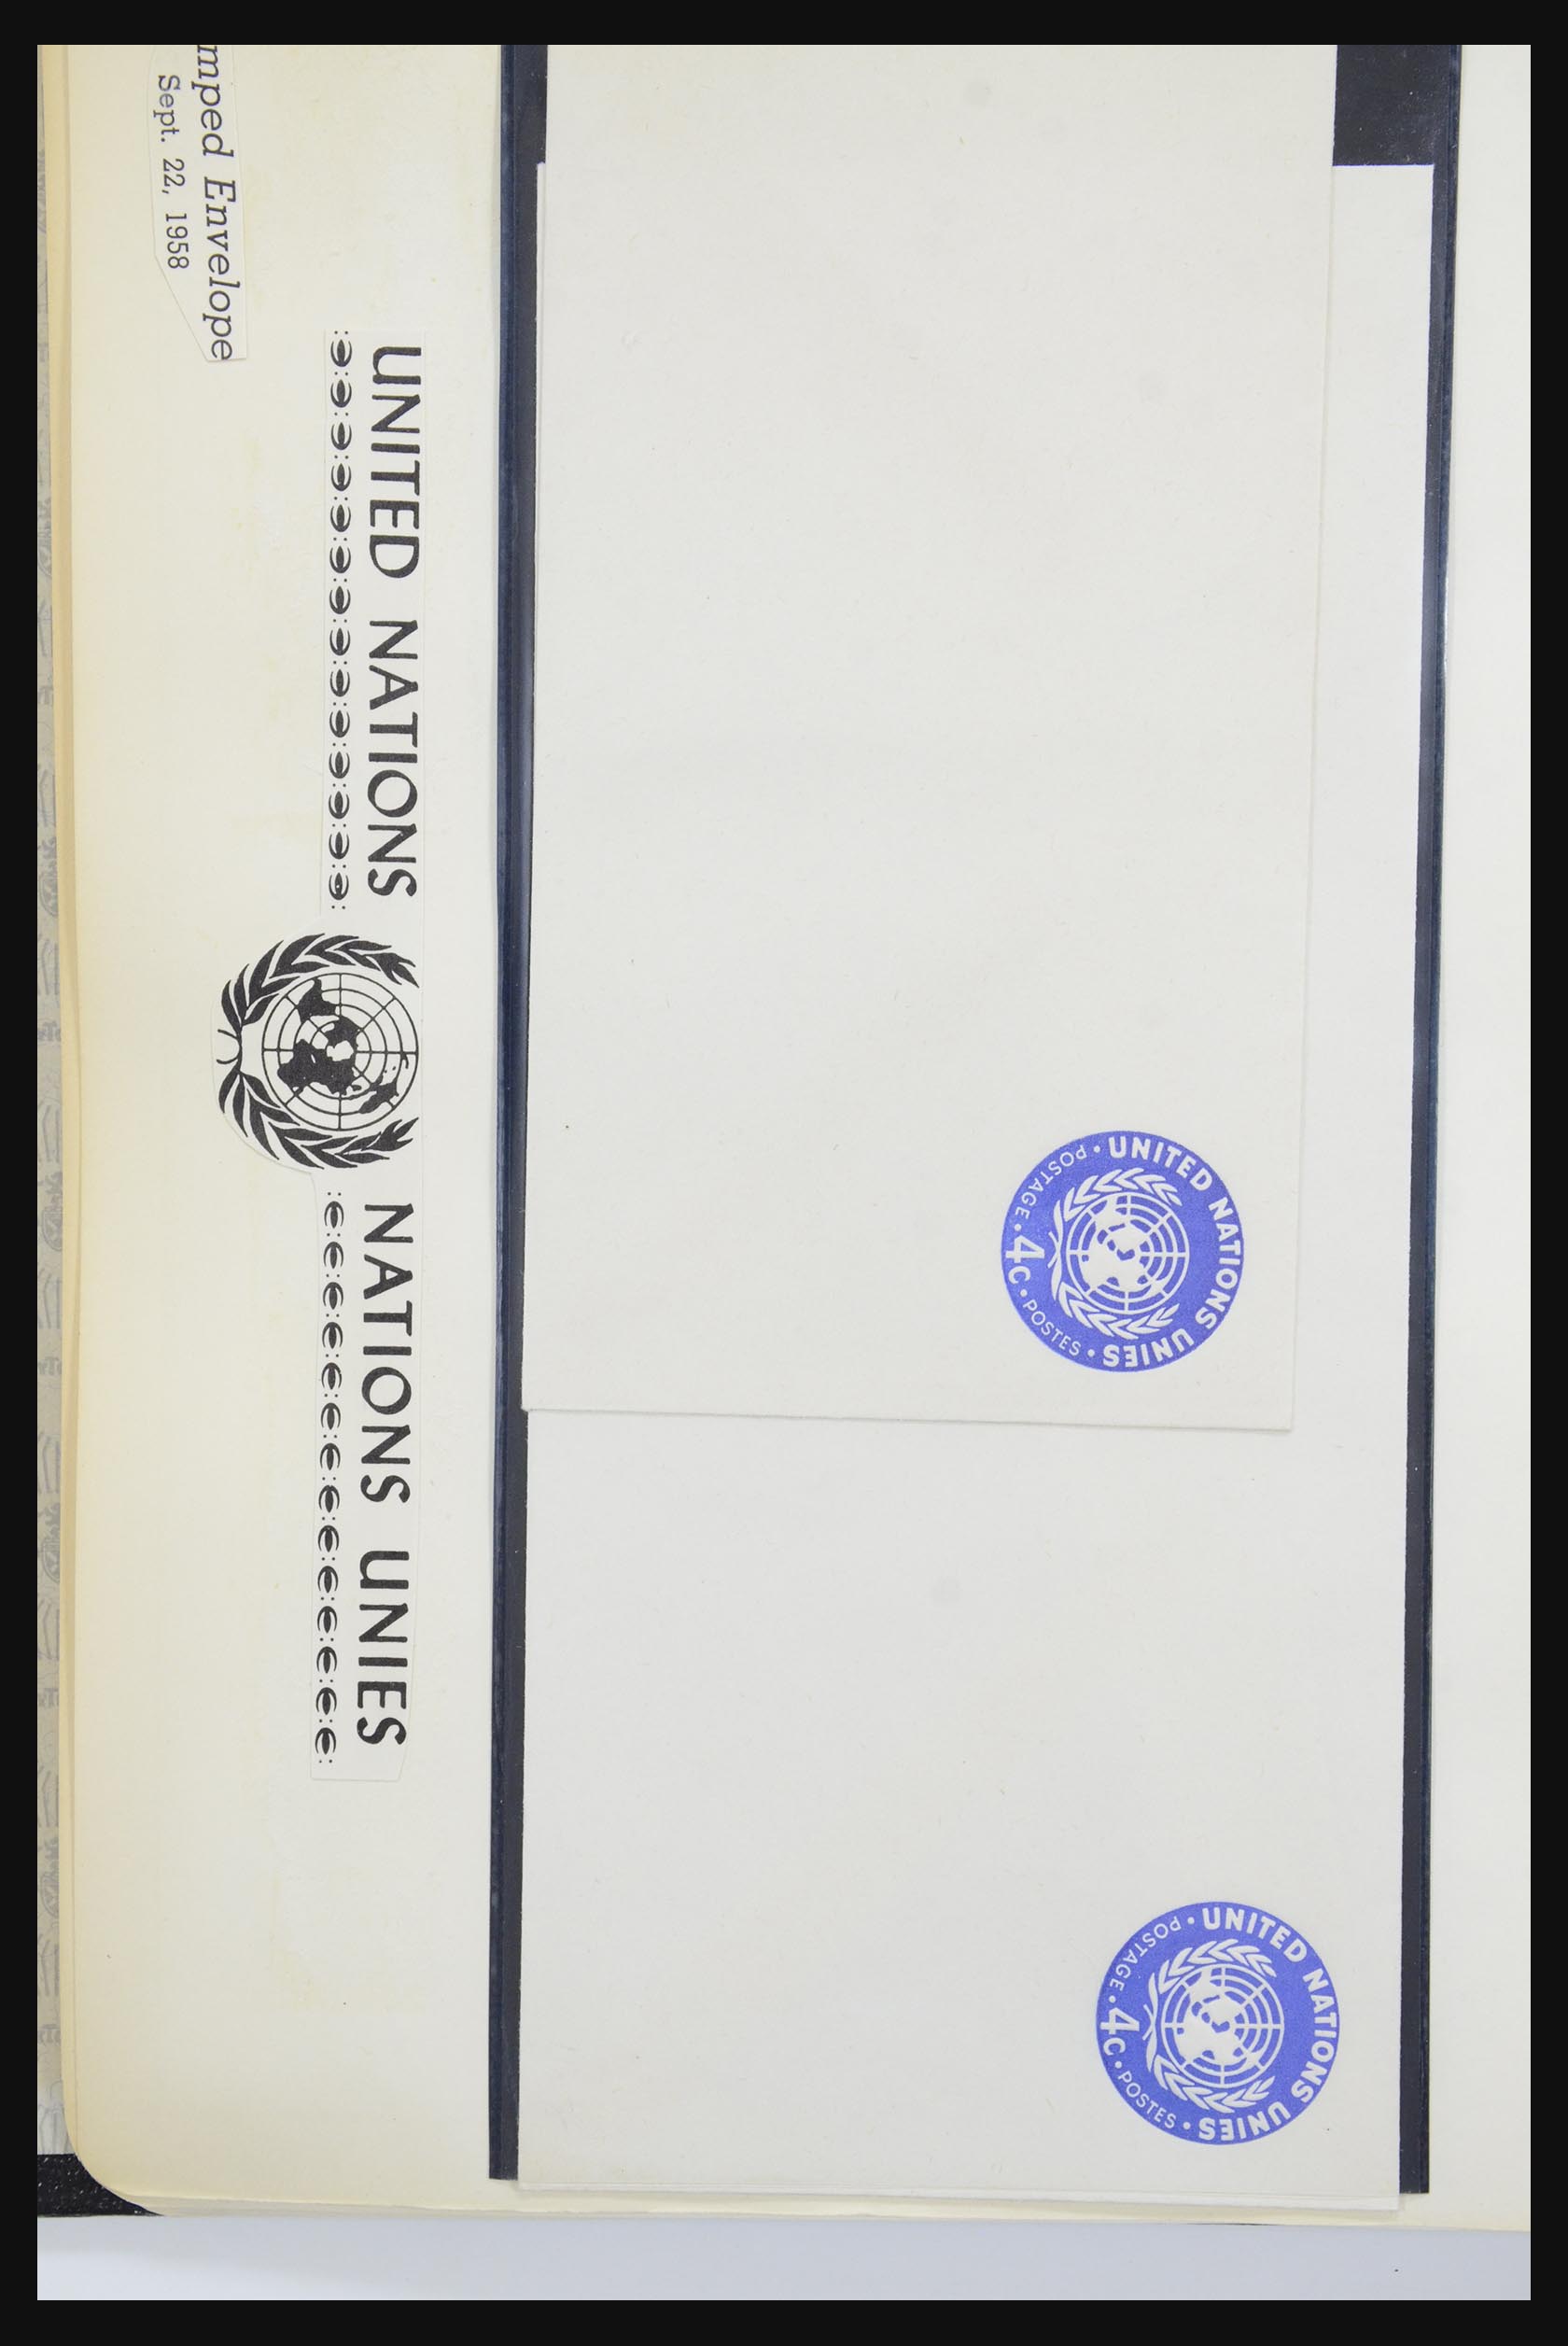 mped Envelope
Sept. 22, 1958
UNITED NATIONS NATIONS UNIES
UNITED NATIONS UNIES
POSTAGE • 4c • POSTES
UNITED NATIONS UNIES
POSTAGE • 4c • POSTES